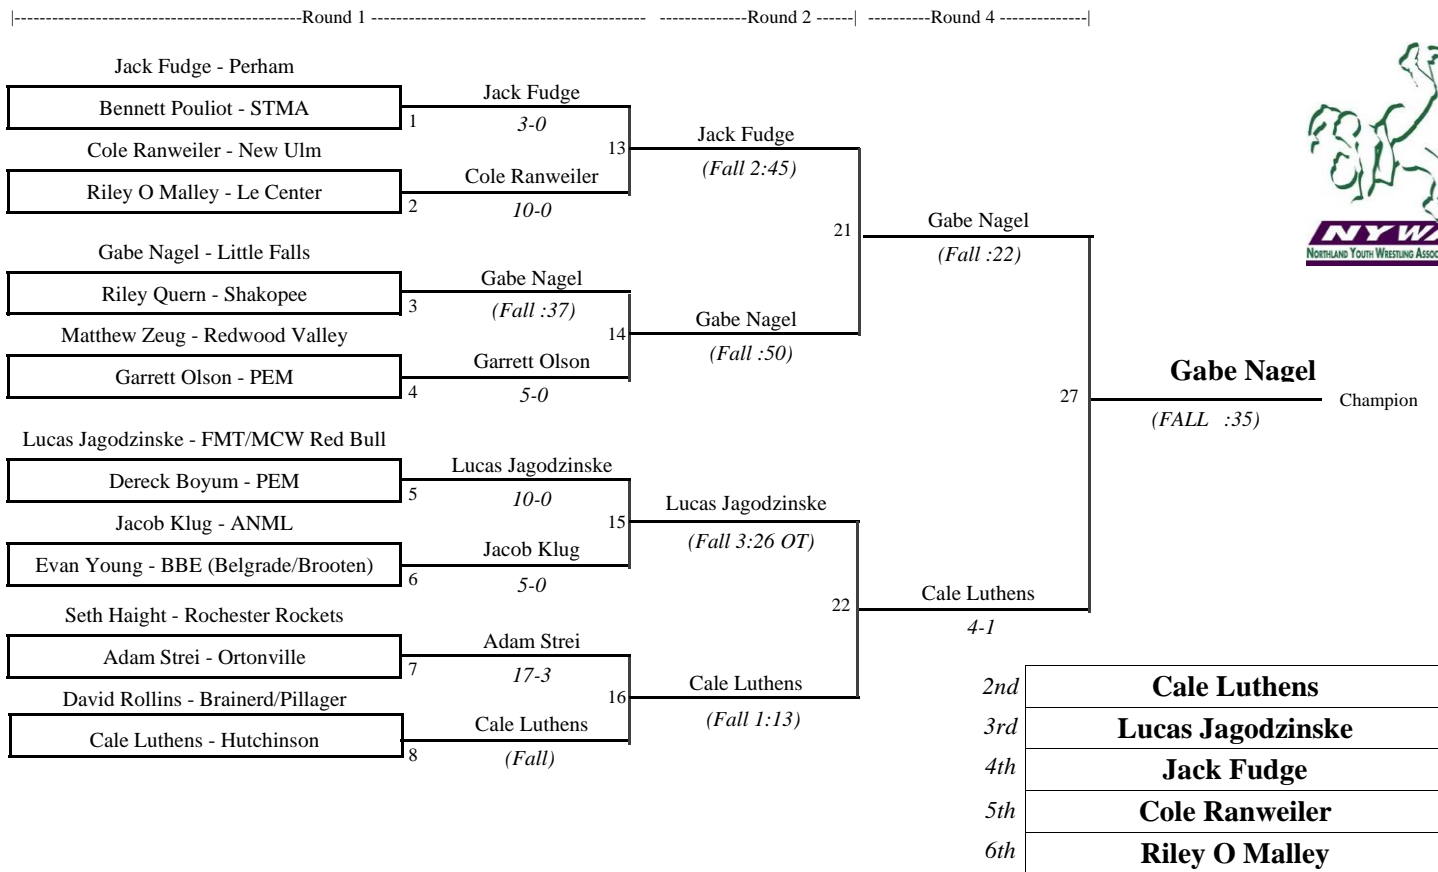 |-----------------------------------------------Round 1 --------------------------------------------- --------------Round 2 ------| ----------Round 4 --------------|
Jack Fudge - Perham
Bennett Pouliot - STMA
1
Jack Fudge
3-0
Cole Ranweiler - New Ulm
Riley O Malley - Le Center
2
Cole Ranweiler
10-0
13
Jack Fudge
(Fall 2:45)
Gabe Nagel - Little Falls
Riley Quern - Shakopee
3
Gabe Nagel
(Fall :37)
Matthew Zeug - Redwood Valley
Garrett Olson - PEM
4
Garrett Olson
5-0
14
Gabe Nagel
(Fall :50)
21
Gabe Nagel
(Fall :22)
Lucas Jagodzinske - FMT/MCW Red Bull
Dereck Boyum - PEM
5
Lucas Jagodzinske
10-0
Jacob Klug - ANML
Evan Young - BBE (Belgrade/Brooten)
6
Jacob Klug
5-0
15
Lucas Jagodzinske
(Fall 3:26 OT)
Seth Haight - Rochester Rockets
Adam Strei - Ortonville
7
Adam Strei
17-3
David Rollins - Brainerd/Pillager
Cale Luthens - Hutchinson
8
Cale Luthens
(Fall)
16
Cale Luthens
(Fall 1:13)
22
Cale Luthens
4-1
27
Gabe Nagel
(FALL :35)
Champion
NYWA
NORTHLAND YOUTH WRESTLING ASSOC
2nd Cale Luthens
3rd Lucas Jagodzinske
4th Jack Fudge
5th Cole Ranweiler
6th Riley O Malley